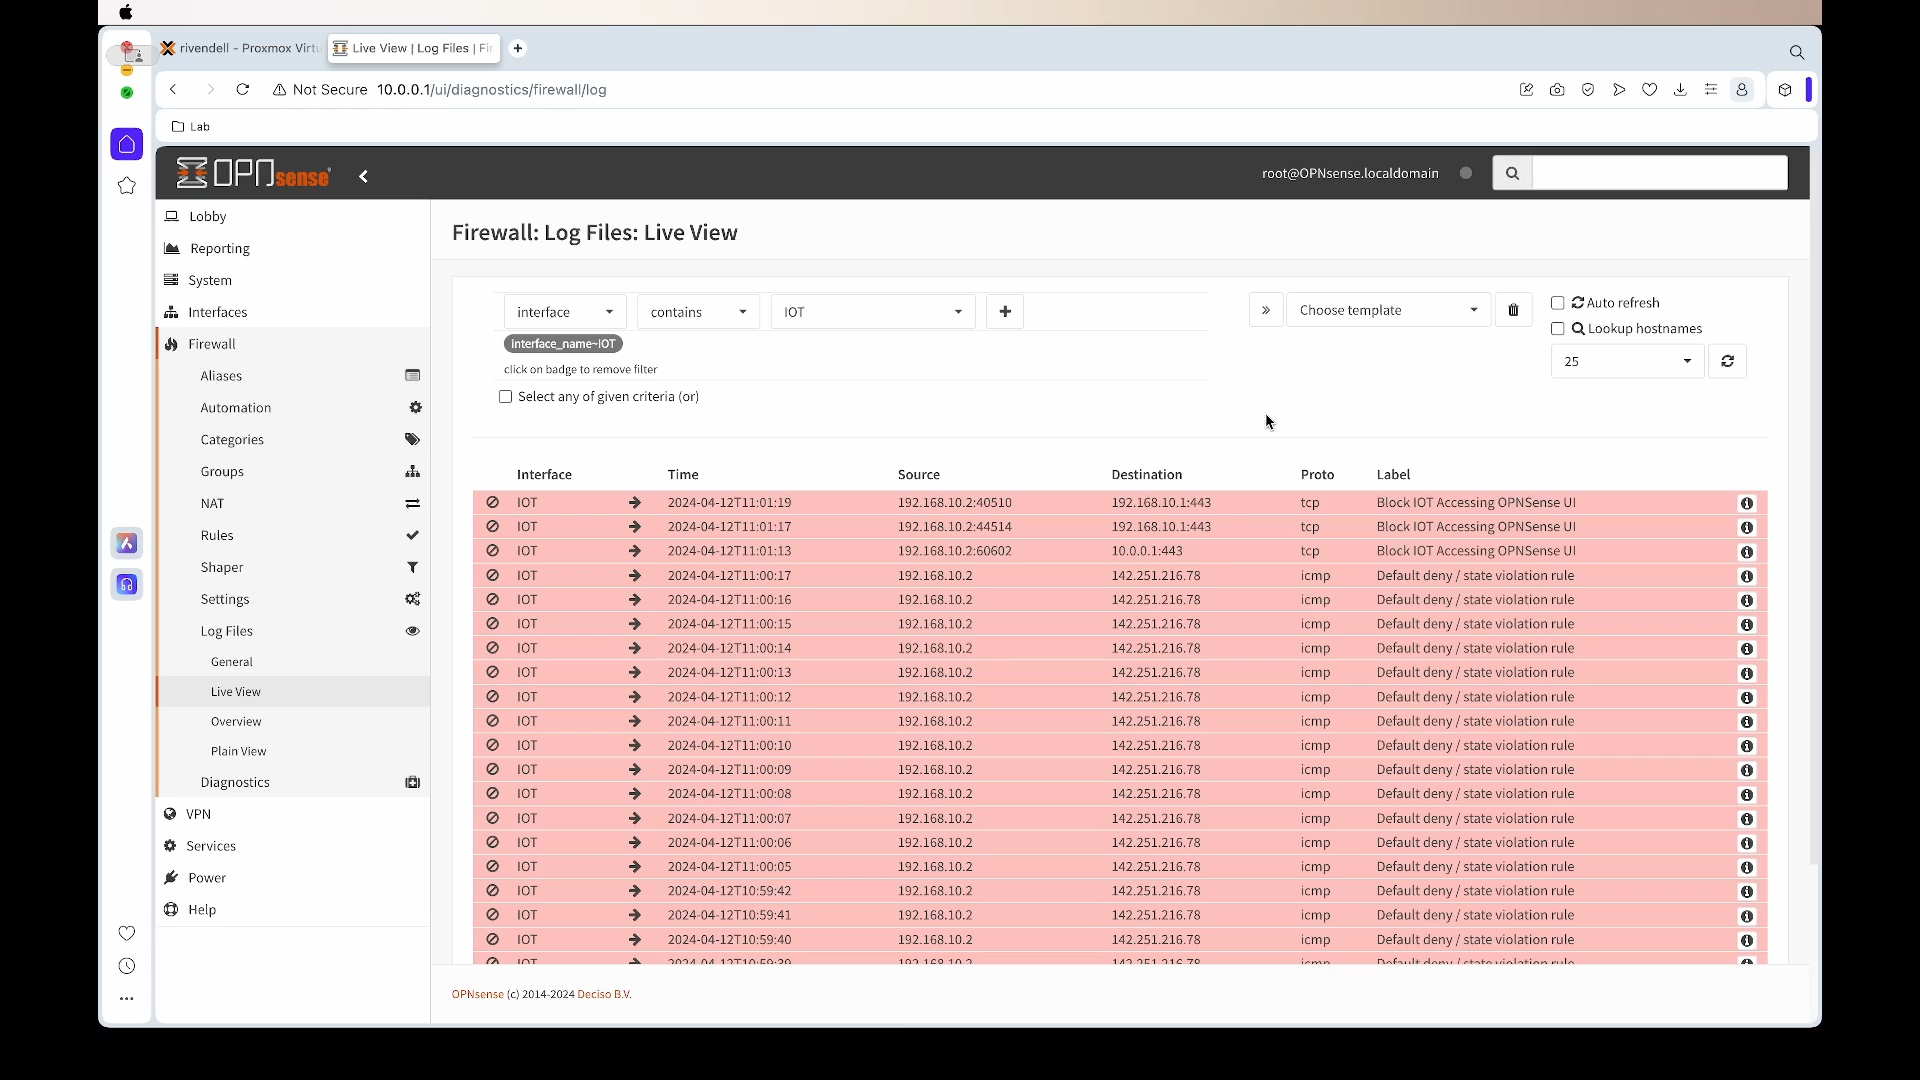 rivendell - Proxmox Virtu
Live View | Log Files | Fir
Not Secure 10.0.0.1/ui/diagnostics/firewall/log
Lab
OPNsense
root@OPNsense.localdomain
Lobby
Reporting
System
Interfaces
Firewall
Aliases
Automation
Categories
Groups
NAT
Rules
Shaper
Settings
Log Files
General
Live View
Overview
Plain View
Diagnostics
VPN
Services
Power
Help
Firewall: Log Files: Live View
interface contains IOT
interface_name~IOT
click on badge to remove filter
Select any of given criteria (or)
Choose template
Auto refresh
Lookup hostnames
25
Interface Time Source Destination Proto Label
IOT 2024-04-12T11:01:19 192.168.10.2:40510 192.168.10.1:443 tcp Block IOT Accessing OPNSense UI
IOT 2024-04-12T11:01:17 192.168.10.2:44514 192.168.10.1:443 tcp Block IOT Accessing OPNSense UI
IOT 2024-04-12T11:01:13 192.168.10.2:60602 10.0.0.1:443 tcp Block IOT Accessing OPNSense UI
IOT 2024-04-12T11:00:17 192.168.10.2 142.251.216.78 icmp Default deny / state violation rule
IOT 2024-04-12T11:00:16 192.168.10.2 142.251.216.78 icmp Default deny / state violation rule
IOT 2024-04-12T11:00:15 192.168.10.2 142.251.216.78 icmp Default deny / state violation rule
IOT 2024-04-12T11:00:14 192.168.10.2 142.251.216.78 icmp Default deny / state violation rule
IOT 2024-04-12T11:00:13 192.168.10.2 142.251.216.78 icmp Default deny / state violation rule
IOT 2024-04-12T11:00:12 192.168.10.2 142.251.216.78 icmp Default deny / state violation rule
IOT 2024-04-12T11:00:11 192.168.10.2 142.251.216.78 icmp Default deny / state violation rule
IOT 2024-04-12T11:00:10 192.168.10.2 142.251.216.78 icmp Default deny / state violation rule
IOT 2024-04-12T11:00:09 192.168.10.2 142.251.216.78 icmp Default deny / state violation rule
IOT 2024-04-12T11:00:08 192.168.10.2 142.251.216.78 icmp Default deny / state violation rule
IOT 2024-04-12T11:00:07 192.168.10.2 142.251.216.78 icmp Default deny / state violation rule
IOT 2024-04-12T11:00:06 192.168.10.2 142.251.216.78 icmp Default deny / state violation rule
IOT 2024-04-12T11:00:05 192.168.10.2 142.251.216.78 icmp Default deny / state violation rule
IOT 2024-04-12T10:59:42 192.168.10.2 142.251.216.78 icmp Default deny / state violation rule
IOT 2024-04-12T10:59:41 192.168.10.2 142.251.216.78 icmp Default deny / state violation rule
IOT 2024-04-12T10:59:40 192.168.10.2 142.251.216.78 icmp Default deny / state violation rule
IOT 2024-04-12T10:59:39 192.168.10.2 142.251.216.78 icmp Default deny / state violation rule
OPNsense (c) 2014-2024 Deciso B.V.